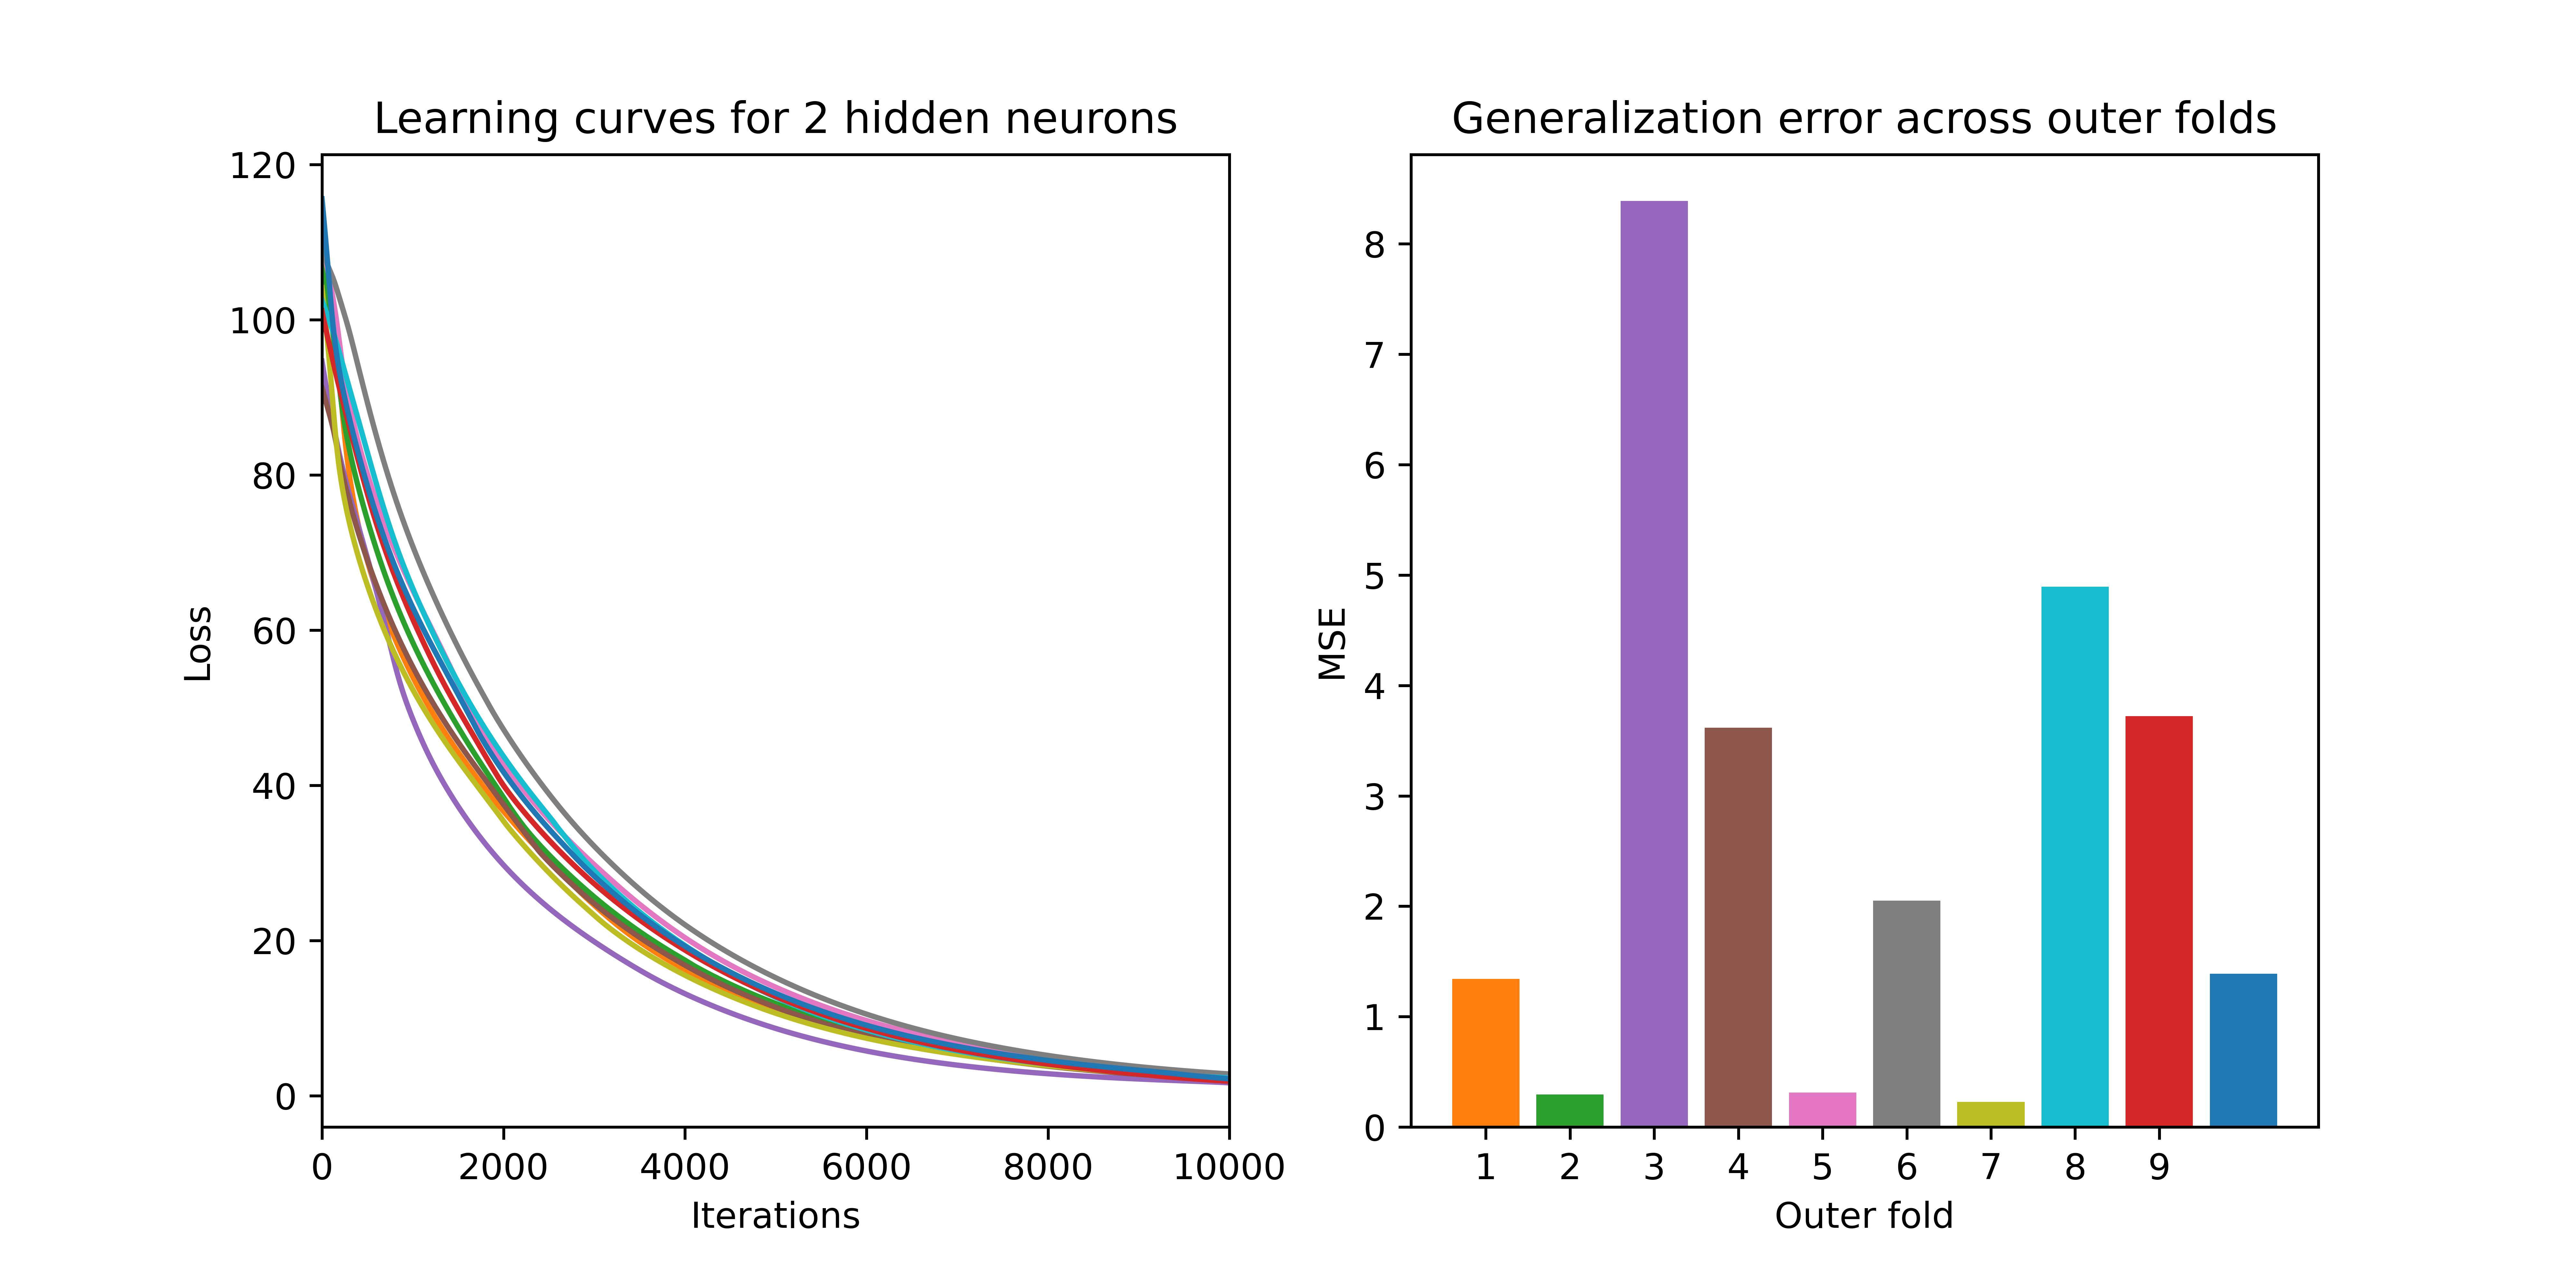 Learning curves for 2 hidden neurons
120
100
80
60
40
20
0
Loss
0 2000 4000 6000 8000 10000
Iterations
Generalization error across outer folds
8
7
6
5
4
3
2
1
0
MSE
1 2 3 4 5 6 7 8 9
Outer fold